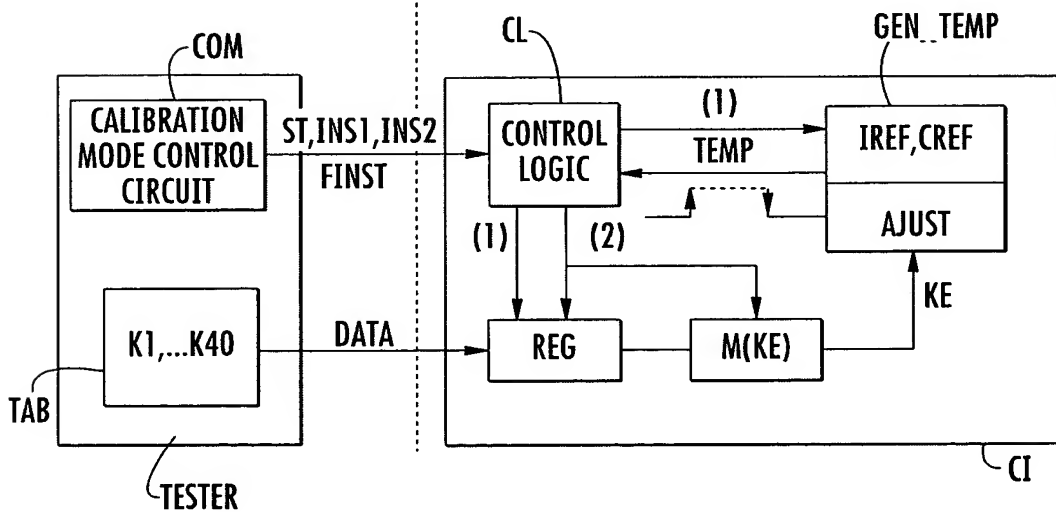 COM
CL
GEN_TEMP
CALIBRATION
MODE CONTROL
CIRCUIT
ST,INS1,INS2
FINST
CONTROL
LOGIC
(1)
TEMP
IREF,CREF
AJUST
(1)
(2)
KE
K1,...K40
DATA
REG
M(KE)
TAB
TESTER
CI